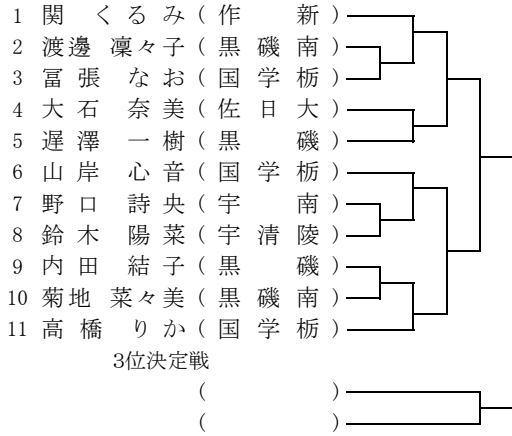 1 関 くるみ(作 新)
2 渡邊 凜々子(黒磯南)
3 冨張 なお(国学栃)
4 大石 奈美(佐日大)
5 遅澤 一樹(黒 磯)
6 山岸 心音(国学栃)
7 野口 詩央(宇 南)
8 鈴木 陽菜(宇清陵)
9 内田 結子(黒 磯)
10 菊地 菜々美(黒磯南)
11 高橋 りか(国学栃)
3位決定戦
( )
( )